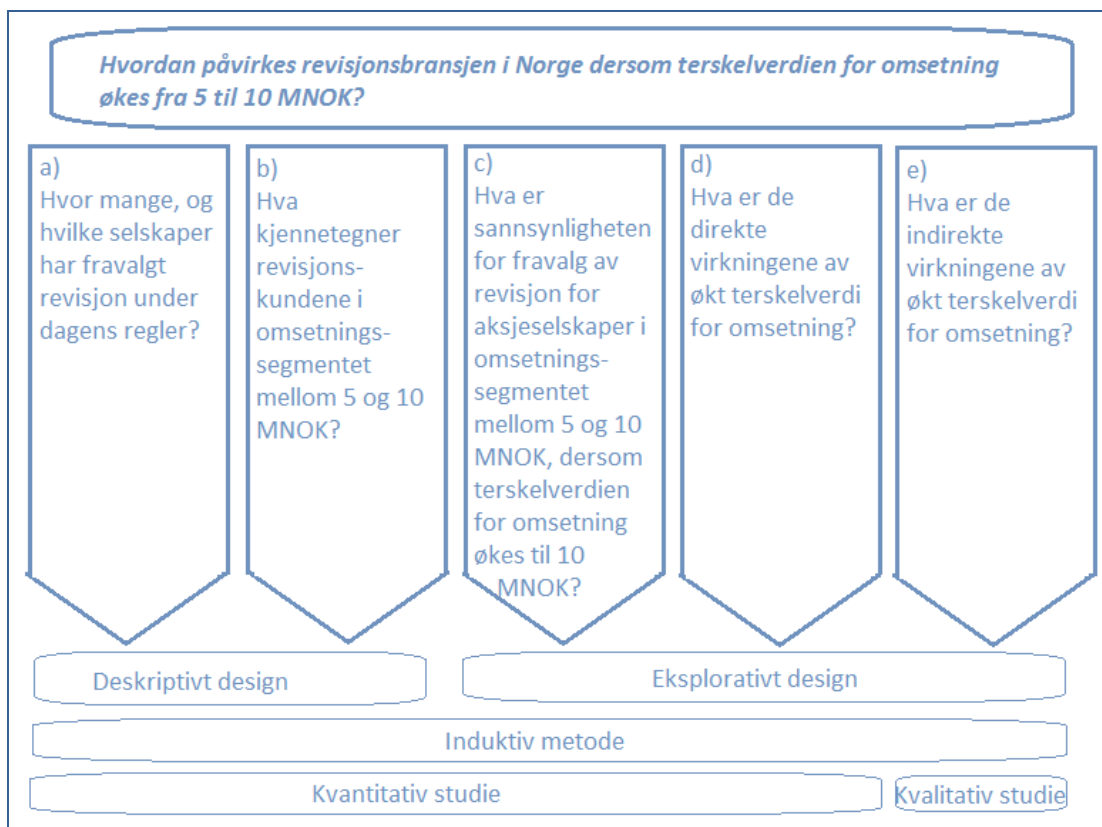 Hvordan påvirkes revisjonsbransjen i Norge dersom terskelverdien for omsetning
økes fra 5 til 10 MNOK?
a)
Hvor mange, og
hvilke selskaper
har fravalgt
revisjon under
dagens regler?
b)
Hva
kjennetegner
revisjons-
kundene i
omsetnings-
segmentet
mellom 5 og 10
MNOK?
c)
Hva er
sannsynligheten
for fravalg av
revisjon for
aksjeselskaper i
omsetnings-
segmentet
mellom 5 og 10
MNOK, dersom
terskelverdien
for omsetning
økes til 10
MNOK?
d)
Hva er de
direkte
virkningene av
økt terskelverdi
for omsetning?
e)
Hva er de
indirekte
virkningene av
økt terskelverdi
for omsetning?
Deskriptivt design
Eksplorativt design
Induktiv metode
Kvantitativ studie
Kvalitativ studie